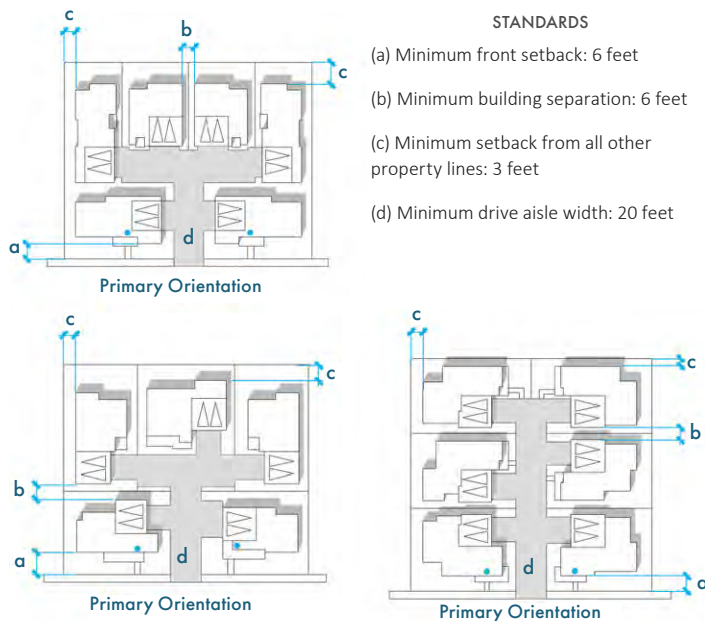 STANDARDS
(a) Minimum front setback: 6 feet
(b) Minimum building separation: 6 feet
(c) Minimum setback from all other
property lines: 3 feet
(d) Minimum drive aisle width: 20 feet
c
b
c
a
d
Primary Orientation
c
c
b
a
d
Primary Orientation
c
c
b
d
a
Primary Orientation